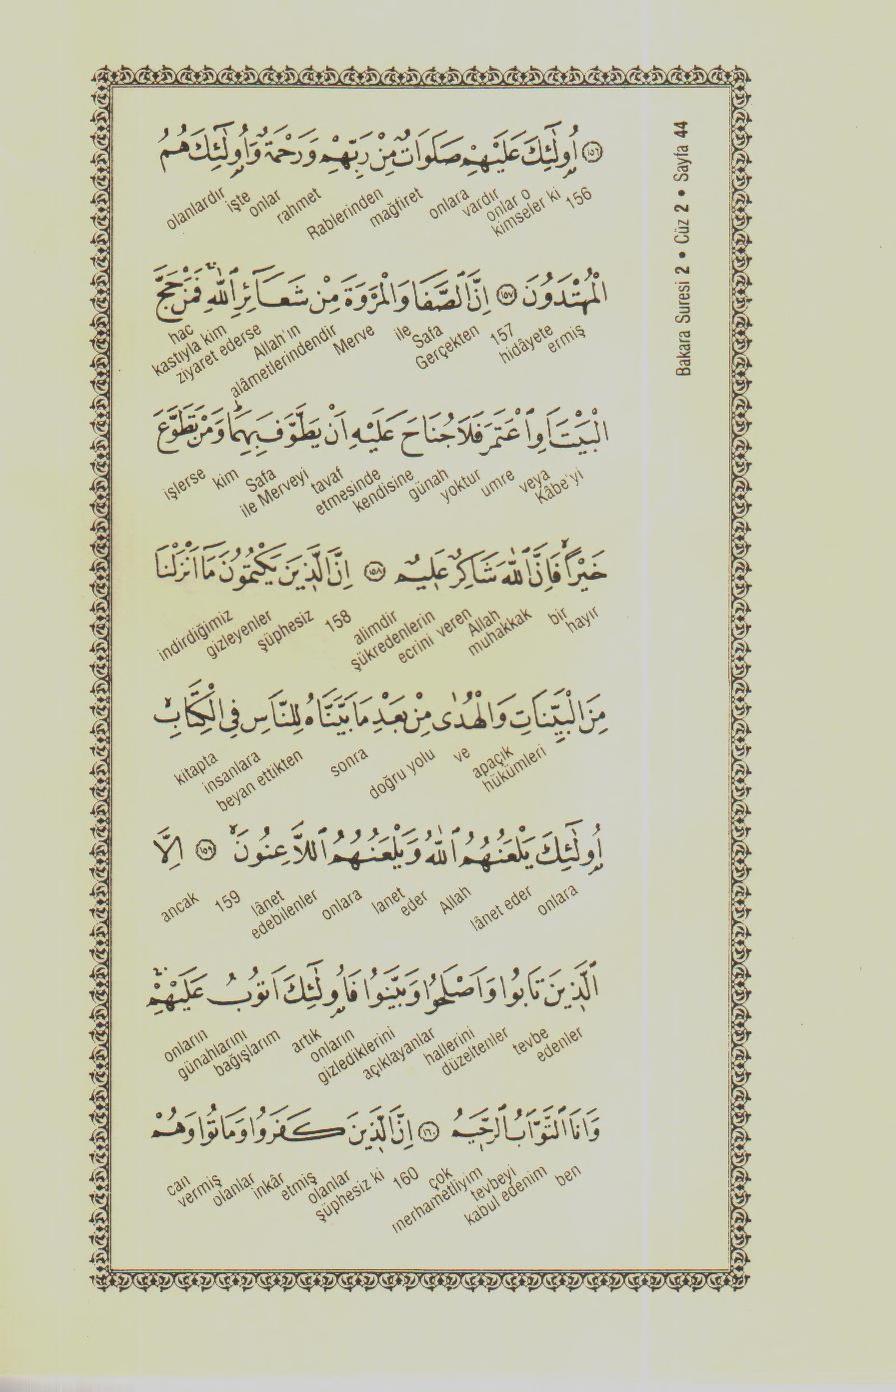 Bakara Suresi 2 • Cüz 2 • Sayfa 44
﴿١٥٦﴾ اُو۬لٰٓئِكَ عَلَيْهِمْ صَلَوَاتٌ مِنْ رَبِّهِمْ وَرَحْمَةٌ وَاُو۬لٰٓئِكَ هُمُ
156 onlar o kimseler ki vardır onlara mağfiret Rablerinden rahmet onlar işte olanlardır
الْمُهْتَدُونَ ﴿١٥٧﴾ اِنَّ الصَّفَا وَالْمَرْوَةَ مِنْ شَعَٓائِرِ اللّٰهِۚ فَمَنْ حَجَّ
hidâyete ermiş 157 Gerçekten Safa ile Merve Allah'ın alâmetlerindendir hac kastıyla kim ziyaret ederse
الْبَيْتَ اَوِ اعْتَمَرَ فَلَا جُنَاحَ عَلَيْهِ اَنْ يَطَّوَّفَ بِهِمَاۜ وَمَنْ تَطَوَّعَ
Kâbe'yi veya umre yoktur günah kendisine etmesinde tavaf Safa ile Merveyi kim işlerse
خَيْراًۙ فَاِنَّ اللّٰهَ شَاكِرٌ عَلٖيمٌ ﴿١٥٨﴾ اِنَّ الَّذٖينَ يَكْتُمُونَ مَٓا اَنْزَلْنَا
bir hayır muhakkak Allah şükredenlerin ecrini veren alimdir 158 şüphesiz gizleyenler indirdiğimiz
مِنَ الْبَيِّنَاتِ وَالْهُدٰى مِنْ بَعْدِ مَا بَيَّنَّاهُ لِلنَّاسِ فِي الْكِتَابِۙ
apaçık hükümleri ve doğru yolu sonra beyan ettikten insanlara kitapta
اُو۬لٰٓئِكَ يَلْعَنُهُمُ اللّٰهُ وَيَلْعَنُهُمُ اللَّاعِنُونَۙ ﴿١٥٩﴾ اِلَّا
onlara lânet eder Allah lanet eder onlara lânet edebilenler 159 ancak
الَّذٖينَ تَابُوا وَاَصْلَحُوا وَبَيَّنُوا فَاُو۬لٰٓئِكَ اَتُوبُ عَلَيْهِمْۚ
tevbe edenler hallerini düzeltenler gizlediklerini açıklayanlar artık onların günahlarını bağışlarım onların
وَاَنَا التَّوَّابُ الرَّحٖيمُ ﴿١٦٠﴾ اِنَّ الَّذٖينَ كَفَرُوا وَمَاتُوا وَهُمْ
ben tevbeyi kabul edenim çok merhametliyim 160 şüphesiz ki olanlar etmiş inkâr olanlar can vermiş